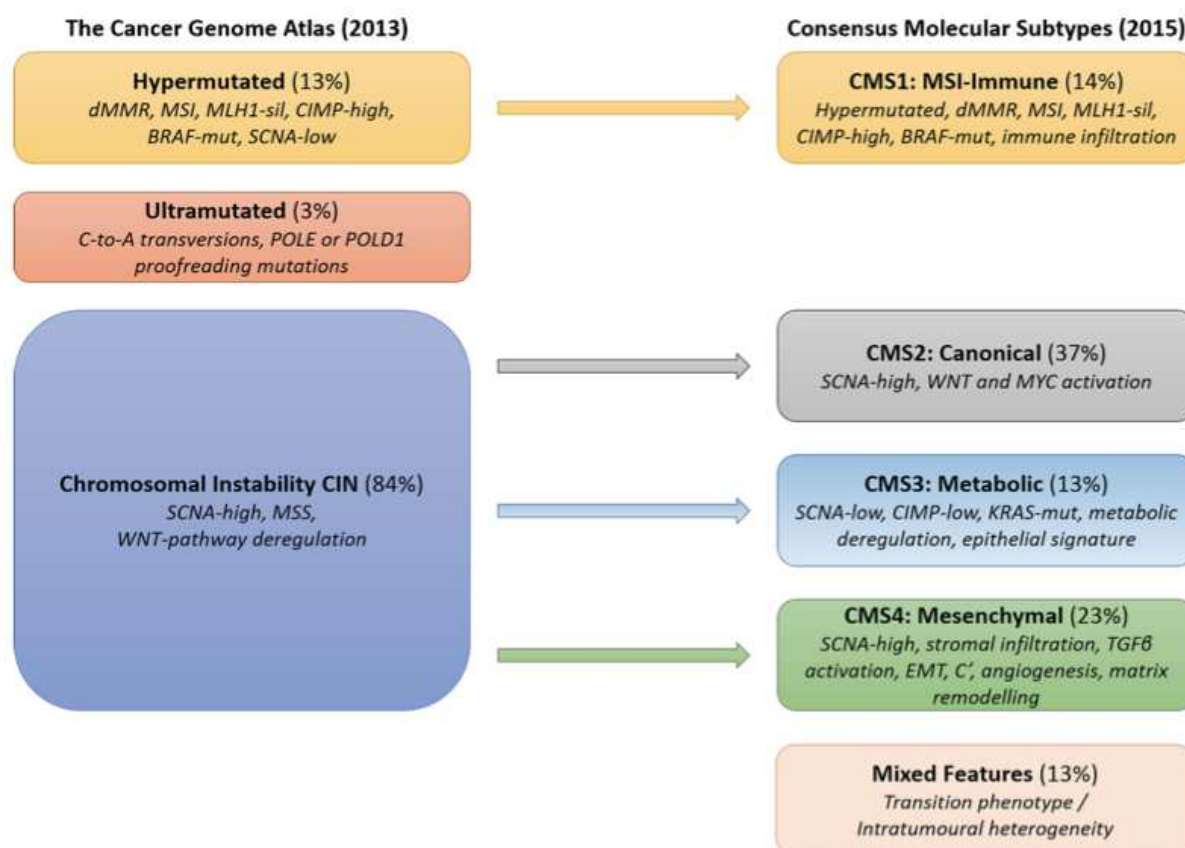 The Cancer Genome Atlas (2013)
Hypermutated (13%)
dMMR, MSI, MLH1-sil, CIMP-high,
BRAF-mut, SCNA-low
Ultramutated (3%)
C-to-A transversions, POLE or POLD1
proofreading mutations
Chromosomal Instability CIN (84%)
SCNA-high, MSS,
WNT-pathway deregulation
Consensus Molecular Subtypes (2015)
CMS1: MSI-Immune (14%)
Hypermutated, dMMR, MSI, MLH1-sil,
CIMP-high, BRAF-mut, immune infiltration
CMS2: Canonical (37%)
SCNA-high, WNT and MYC activation
CMS3: Metabolic (13%)
SCNA-low, CIMP-low, KRAS-mut, metabolic
deregulation, epithelial signature
CMS4: Mesenchymal (23%)
SCNA-high, stromal infiltration, TGFβ
activation, EMT, C’, angiogenesis, matrix
remodelling
Mixed Features (13%)
Transition phenotype /
Intratumoural heterogeneity